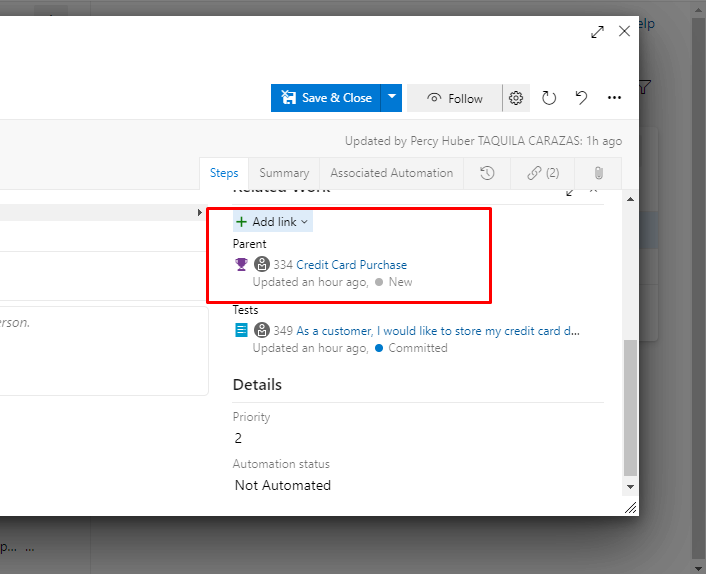 elp
Save & Close
Follow
Updated by Percy Huber TAQUILA CARAZAS: 1h ago
Steps
Summary
Associated Automation
(2)
Related Work
Add link
Parent
334 Credit Card Purchase
Updated an hour ago, New
erson.
Tests
349 As a customer, I would like to store my credit card d...
Updated an hour ago, Committed
Details
Priority
2
Automation status
Not Automated
p... ...